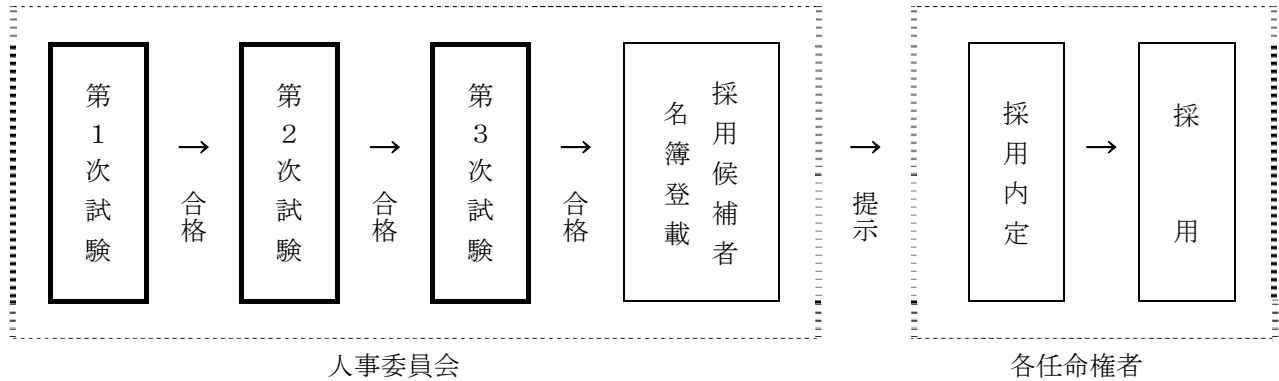 第１次試験
→
合格
第２次試験
→
合格
第３次試験
→
合格
採用候補者
名簿登載
→
提示
採用内定
→
採用
人事委員会
各任命権者